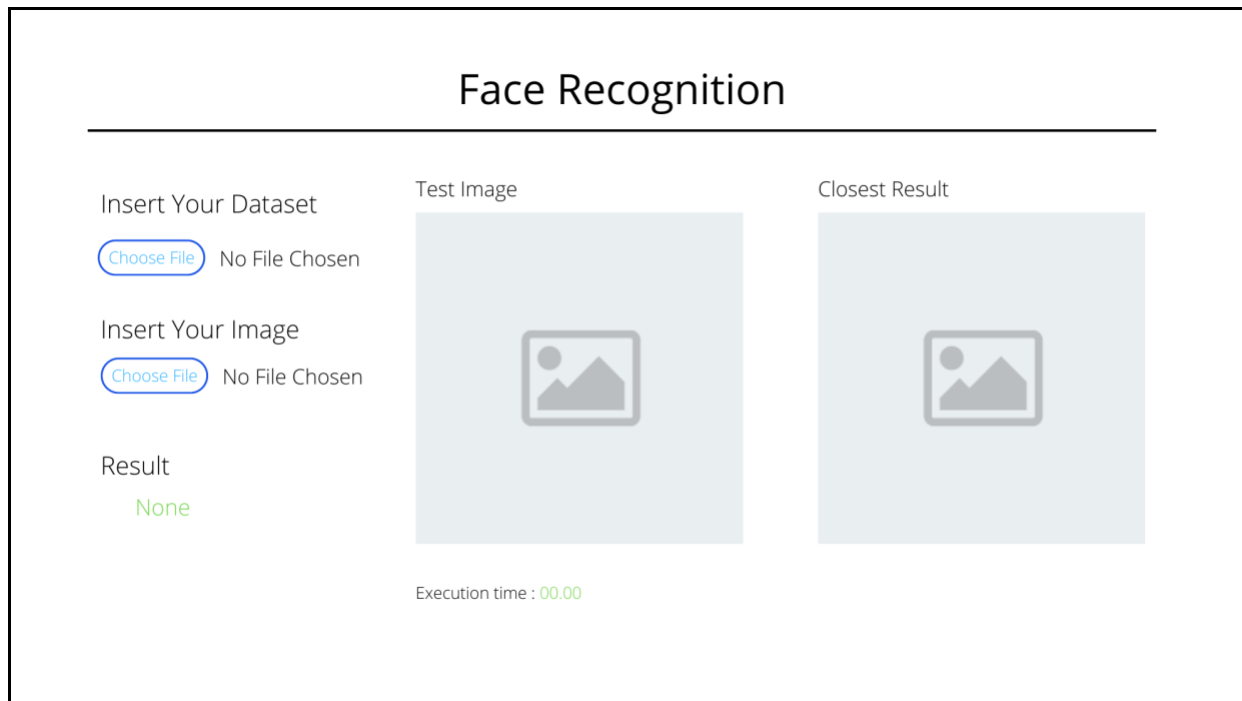 Face Recognition
Insert Your Dataset
Choose File No File Chosen
Insert Your Image
Choose File No File Chosen
Result
None
Test Image
Closest Result
Execution time : 00.00